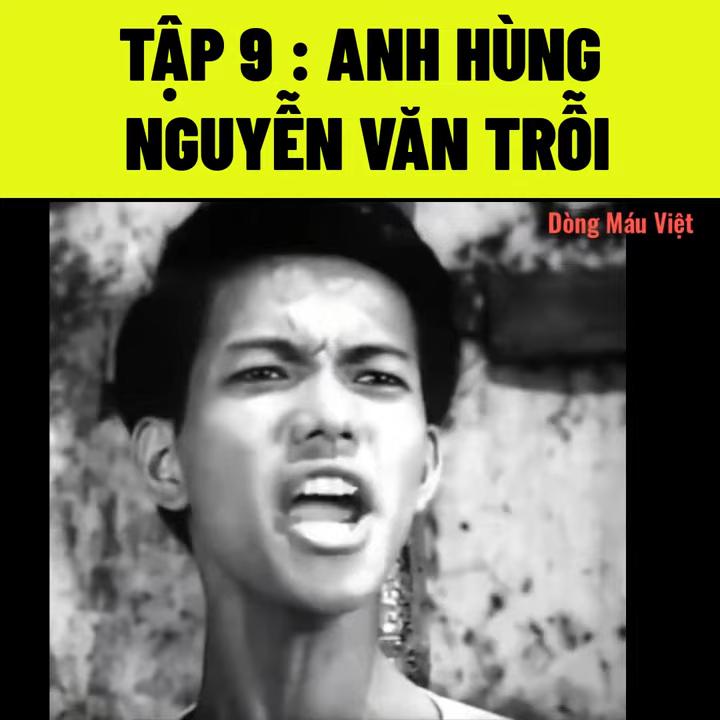 TẬP 9 : ANH HÙNG
NGUYỄN VĂN TRỖI
Dòng Máu Việt